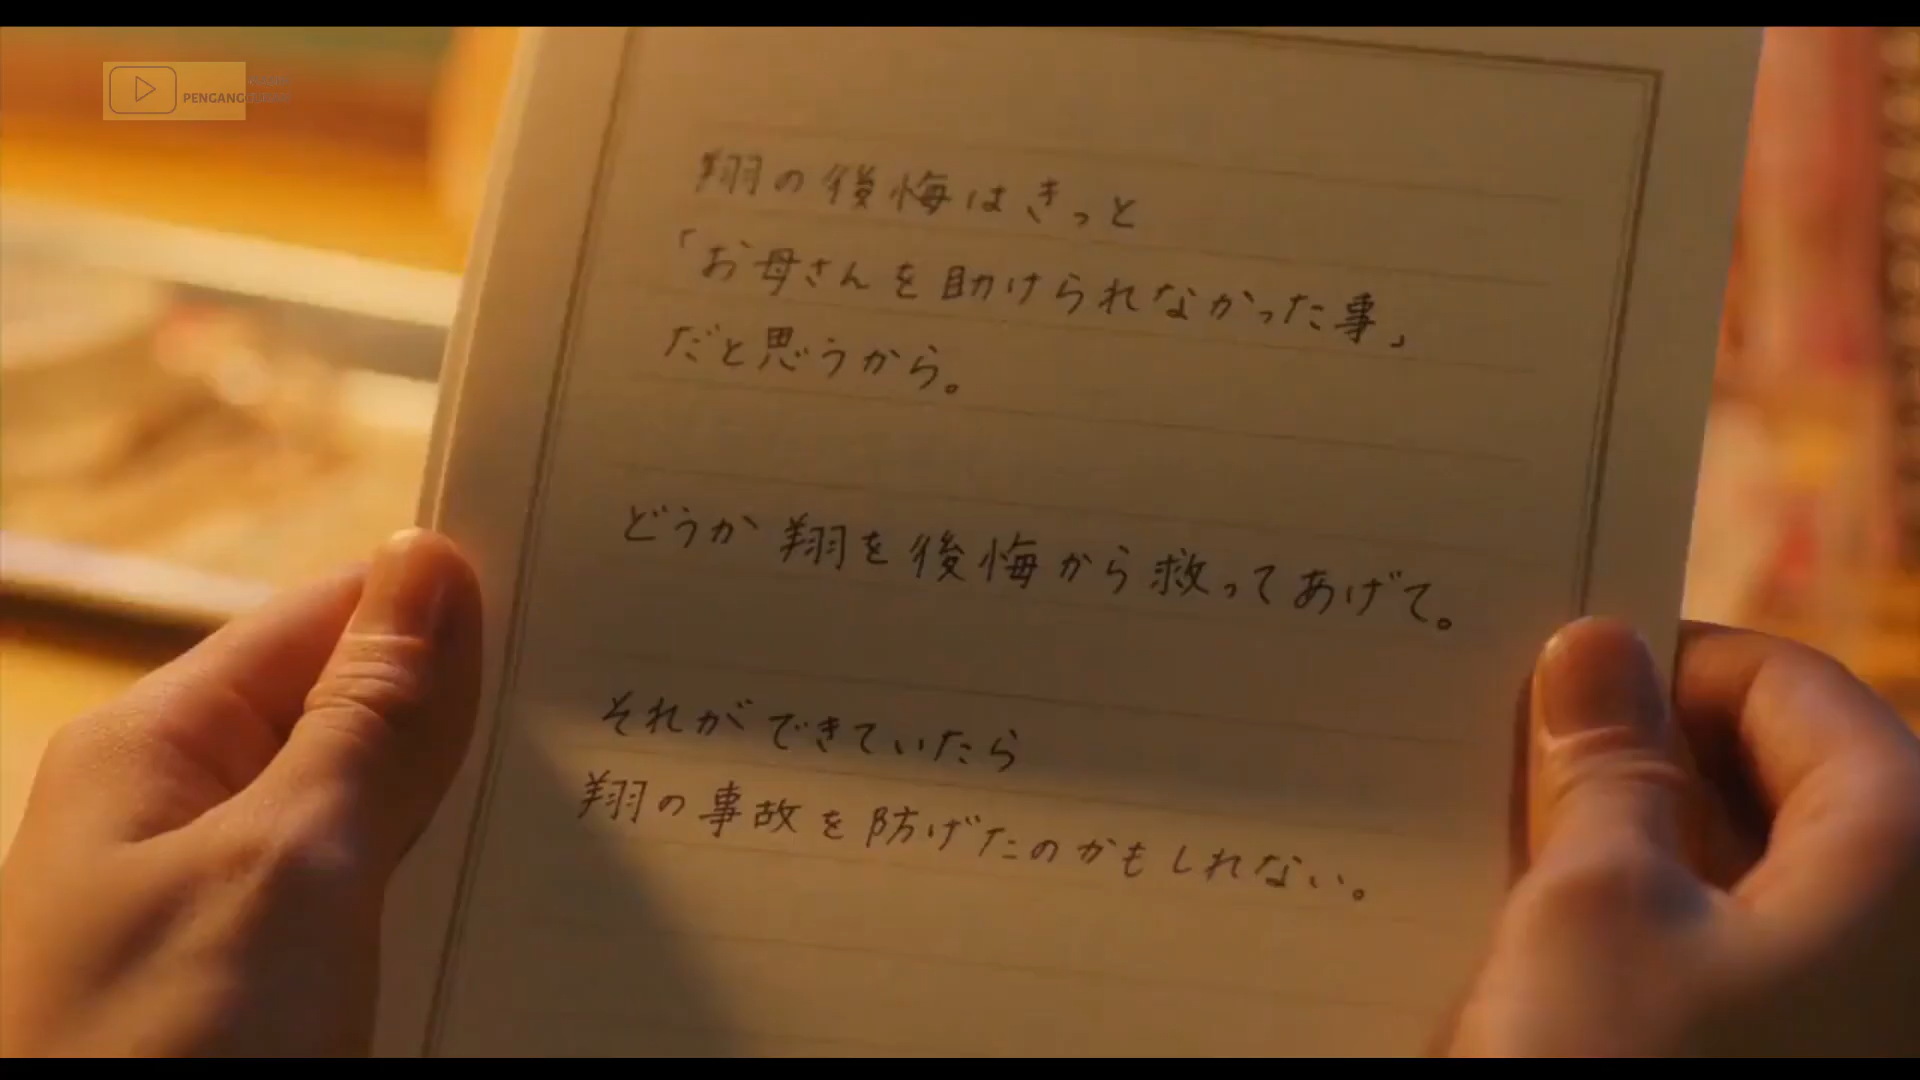 PENGANG
翔の後悔はきっと
「お母さんを助けられなかった事」
だと思うから。
どうか翔を後悔から救ってあげて。
それができていたら
翔の事故を防げたのかもしれない。